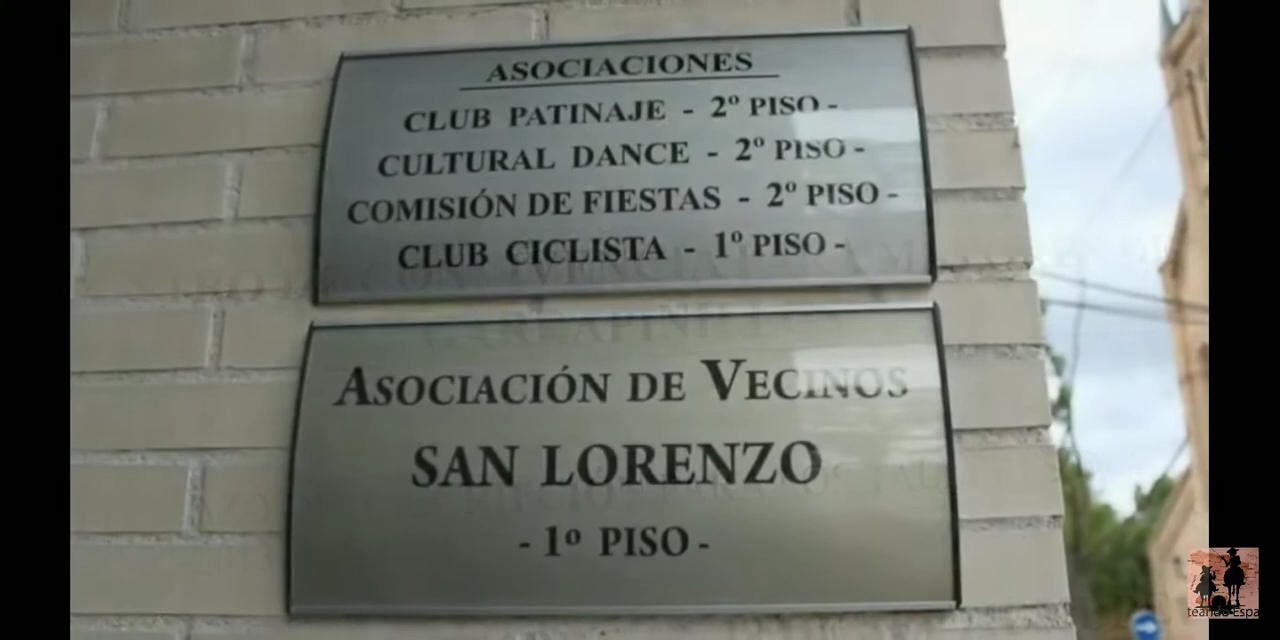 ASOCIACIONES
CLUB PATINAJE - 2º PISO -
CULTURAL DANCE - 2º PISO -
COMISIÓN DE FIESTAS - 2º PISO -
CLUB CICLISTA - 1º PISO -
ASOCIACIÓN DE VECINOS
SAN LORENZO
- 1º PISO -